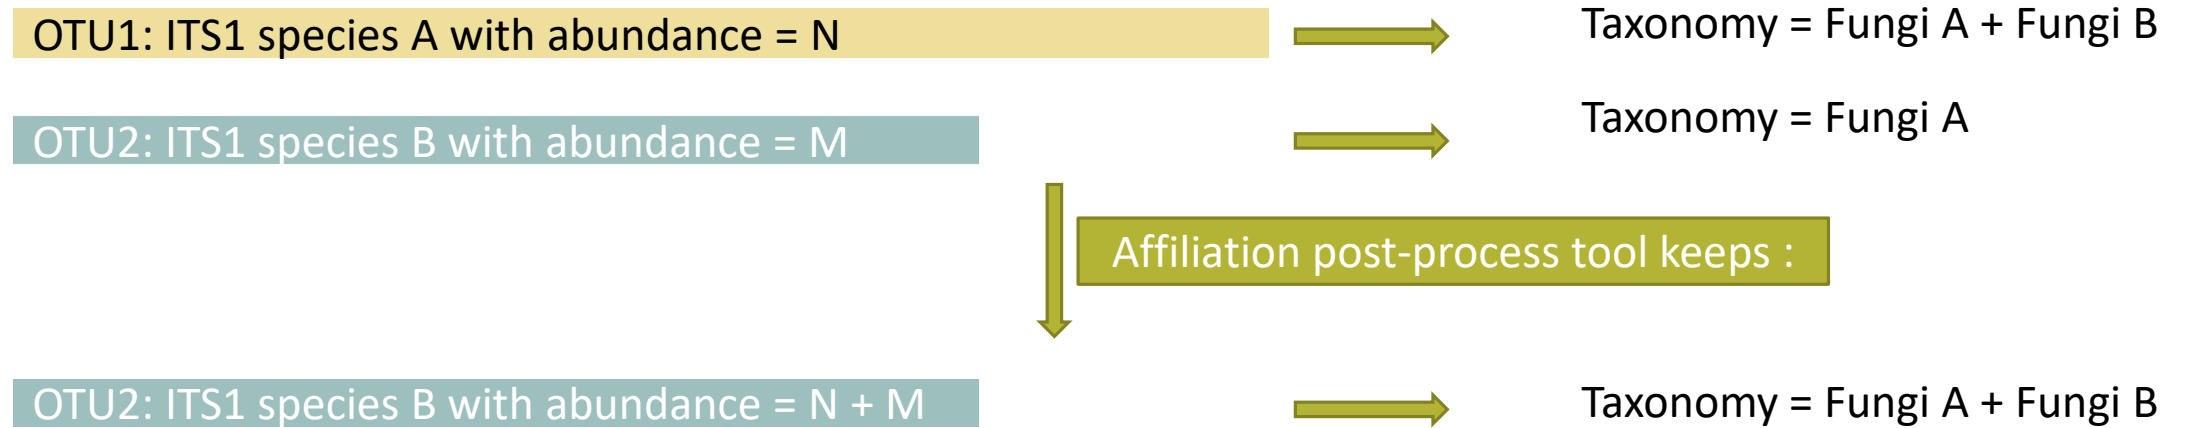 OTU1: ITS1 species A with abundance = N
Taxonomy = Fungi A + Fungi B
OTU2: ITS1 species B with abundance = M
Taxonomy = Fungi A
Affiliation post-process tool keeps :
OTU2: ITS1 species B with abundance = N + M
Taxonomy = Fungi A + Fungi B